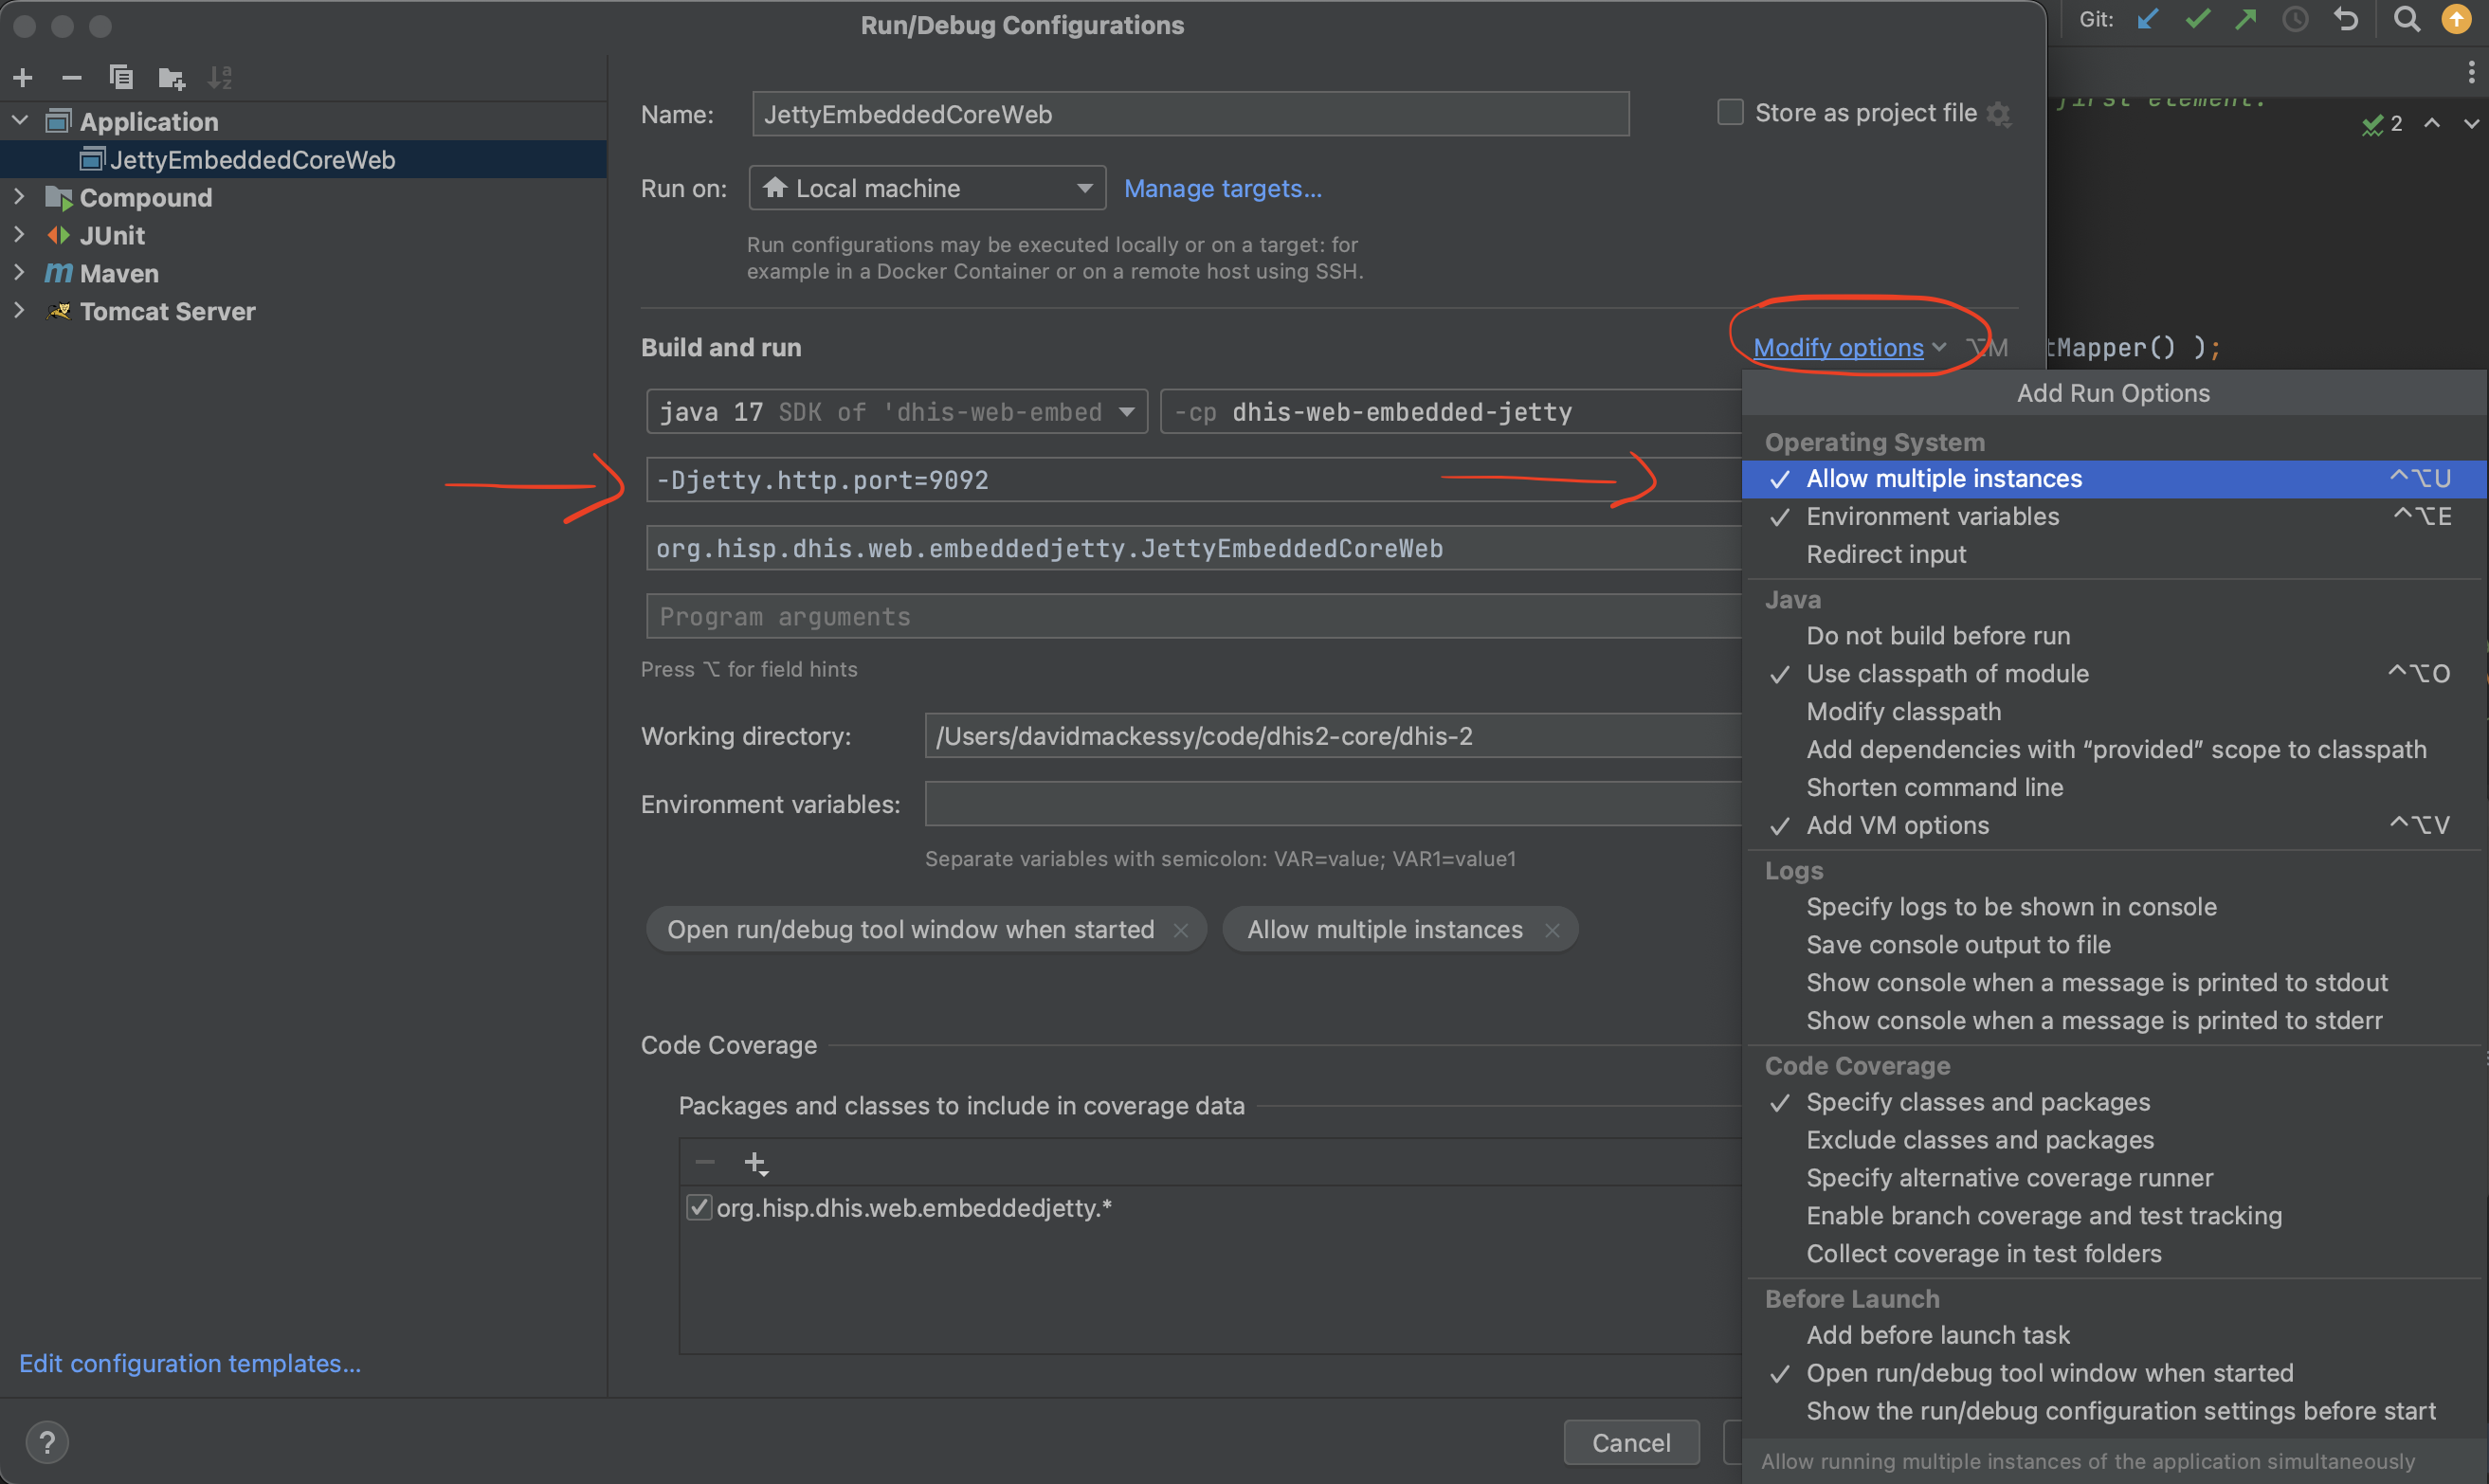 Run/Debug Configurations
Git:
Application
JettyEmbeddedCoreWeb
Compound
JUnit
Maven
Tomcat Server
Edit configuration templates...
Name:
JettyEmbeddedCoreWeb
Store as project file
Run on:
Local machine
Manage targets...
Run configurations may be executed locally or on a target: for
example in a Docker Container or on a remote host using SSH.
Build and run
Modify options ⌥M
java 17 SDK of 'dhis-web-embed
-cp dhis-web-embedded-jetty
-Djetty.http.port=9092
org.hisp.dhis.web.embeddedjetty.JettyEmbeddedCoreWeb
Program arguments
Press ⌥ for field hints
Working directory:
/Users/davidmackessy/code/dhis2-core/dhis-2
Environment variables:
Separate variables with semicolon: VAR=value; VAR1=value1
Open run/debug tool window when started
Allow multiple instances
Code Coverage
Packages and classes to include in coverage data
org.hisp.dhis.web.embeddedjetty.*
?
Cancel
first element.
2
tMapper() );
Add Run Options
Operating System
Allow multiple instances ^⌥U
Environment variables ^⌥E
Redirect input
Java
Do not build before run
Use classpath of module ^⌥O
Modify classpath
Add dependencies with “provided” scope to classpath
Shorten command line
Add VM options ^⌥V
Logs
Specify logs to be shown in console
Save console output to file
Show console when a message is printed to stdout
Show console when a message is printed to stderr
Code Coverage
Specify classes and packages
Exclude classes and packages
Specify alternative coverage runner
Enable branch coverage and test tracking
Collect coverage in test folders
Before Launch
Add before launch task
Open run/debug tool window when started
Show the run/debug configuration settings before start
Allow running multiple instances of the application simultaneously